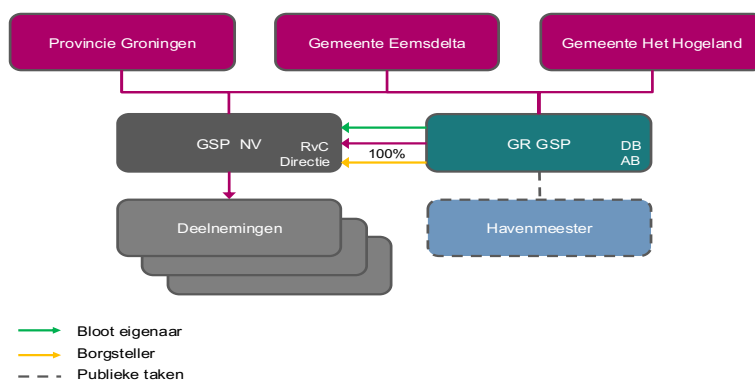 Provincie Groningen
Gemeente Eemsdelta
Gemeente Het Hogeland
GSP NV
RvC
Directie
100%
GR GSP
DB
AB
Deelnemingen
Havenmeester
Bloot eigenaar
Borgsteller
Publieke taken